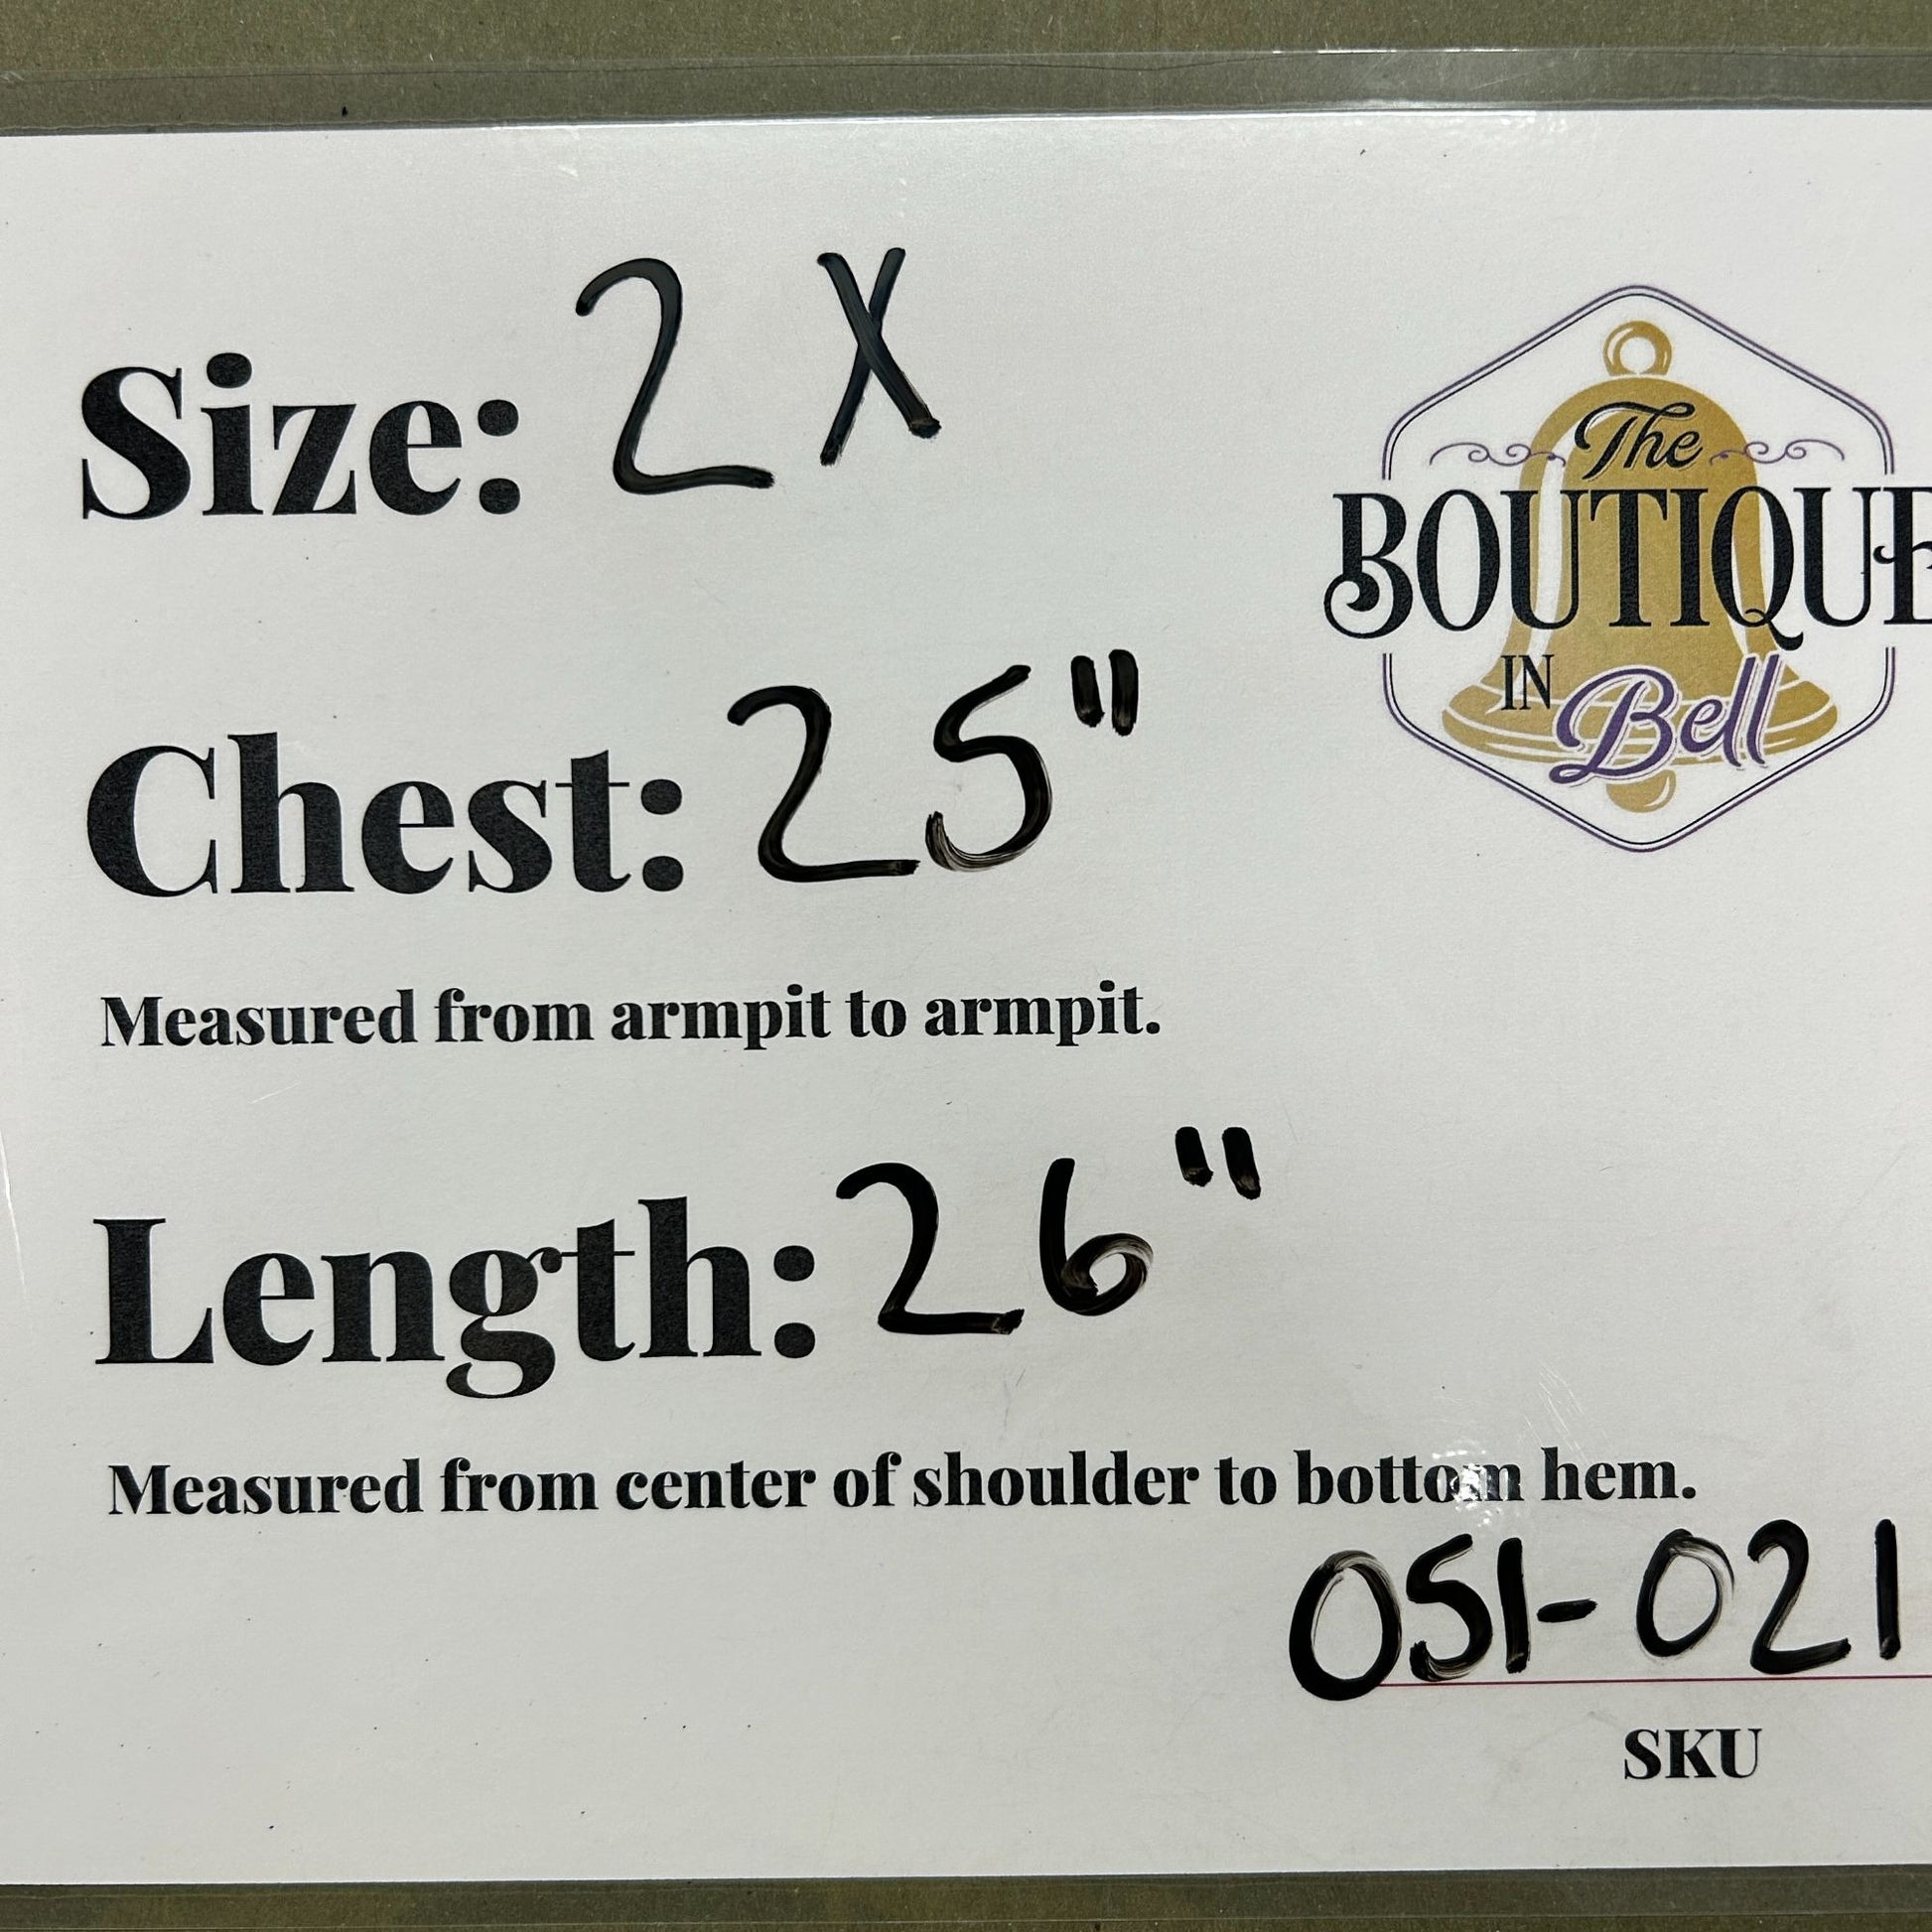 Size: 2X
The
BOUTIQUE
IN Bell
Chest: 25"
Measured from armpit to armpit.
Length: 26"
Measured from center of shoulder to bottom hem.
051-021
SKU